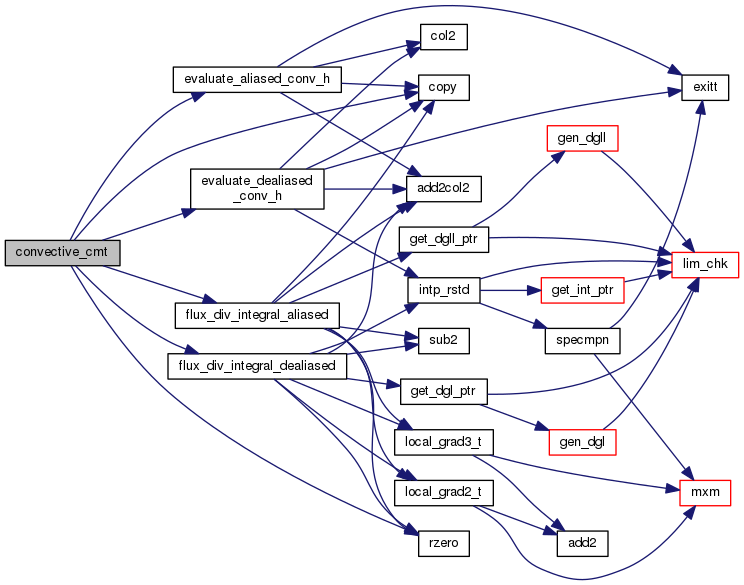 convective_cmt
evaluate_aliased_conv_h
evaluate_dealiased
_conv_h
flux_div_integral_aliased
flux_div_integral_dealiased
col2
copy
add2col2
get_dgll_ptr
intp_rstd
sub2
get_dgl_ptr
local_grad3_t
local_grad2_t
rzero
gen_dgll
get_int_ptr
specmpn
gen_dgl
add2
exitt
lim_chk
mxm